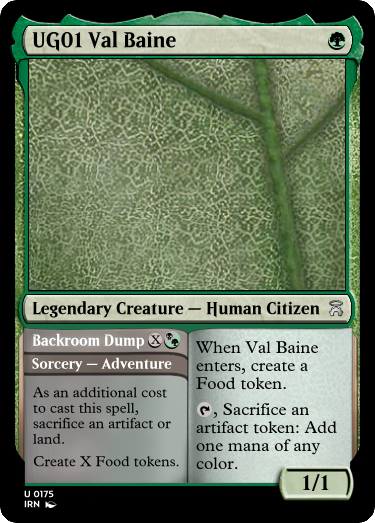 UG01 Val Baine
Legendary Creature — Human Citizen
Backroom Dump X
Sorcery — Adventure
As an additional cost
to cast this spell,
sacrifice an artifact or
land.
Create X Food tokens.
When Val Baine
enters, create a
Food token.
, Sacrifice an
artifact token: Add
one mana of any
color.
1/1
U 0175
IRN